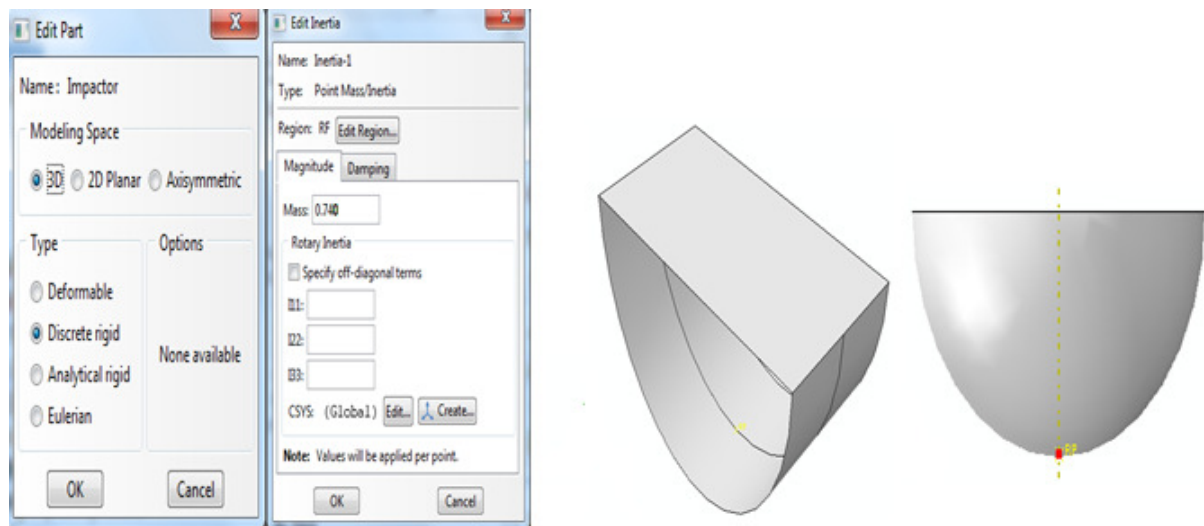 Edit Part
X
Name: Impactor
Modeling Space
3D 2D Planar Axisymmetric
Type
Options
Deformable
Discrete rigid
Analytical rigid
Eulerian
None available
OK Cancel
Edit Inertia
X
Name: Inertia-1
Type: Point Mass/Inertia
Region: RF Edit Region...
Magnitude Damping
Mass: 0.740
Rotary Inertia
Specify off-diagonal terms
I11:
I22:
I33:
CSYS: (Global) Edit... Create...
Note: Values will be applied per point.
OK Cancel
RP